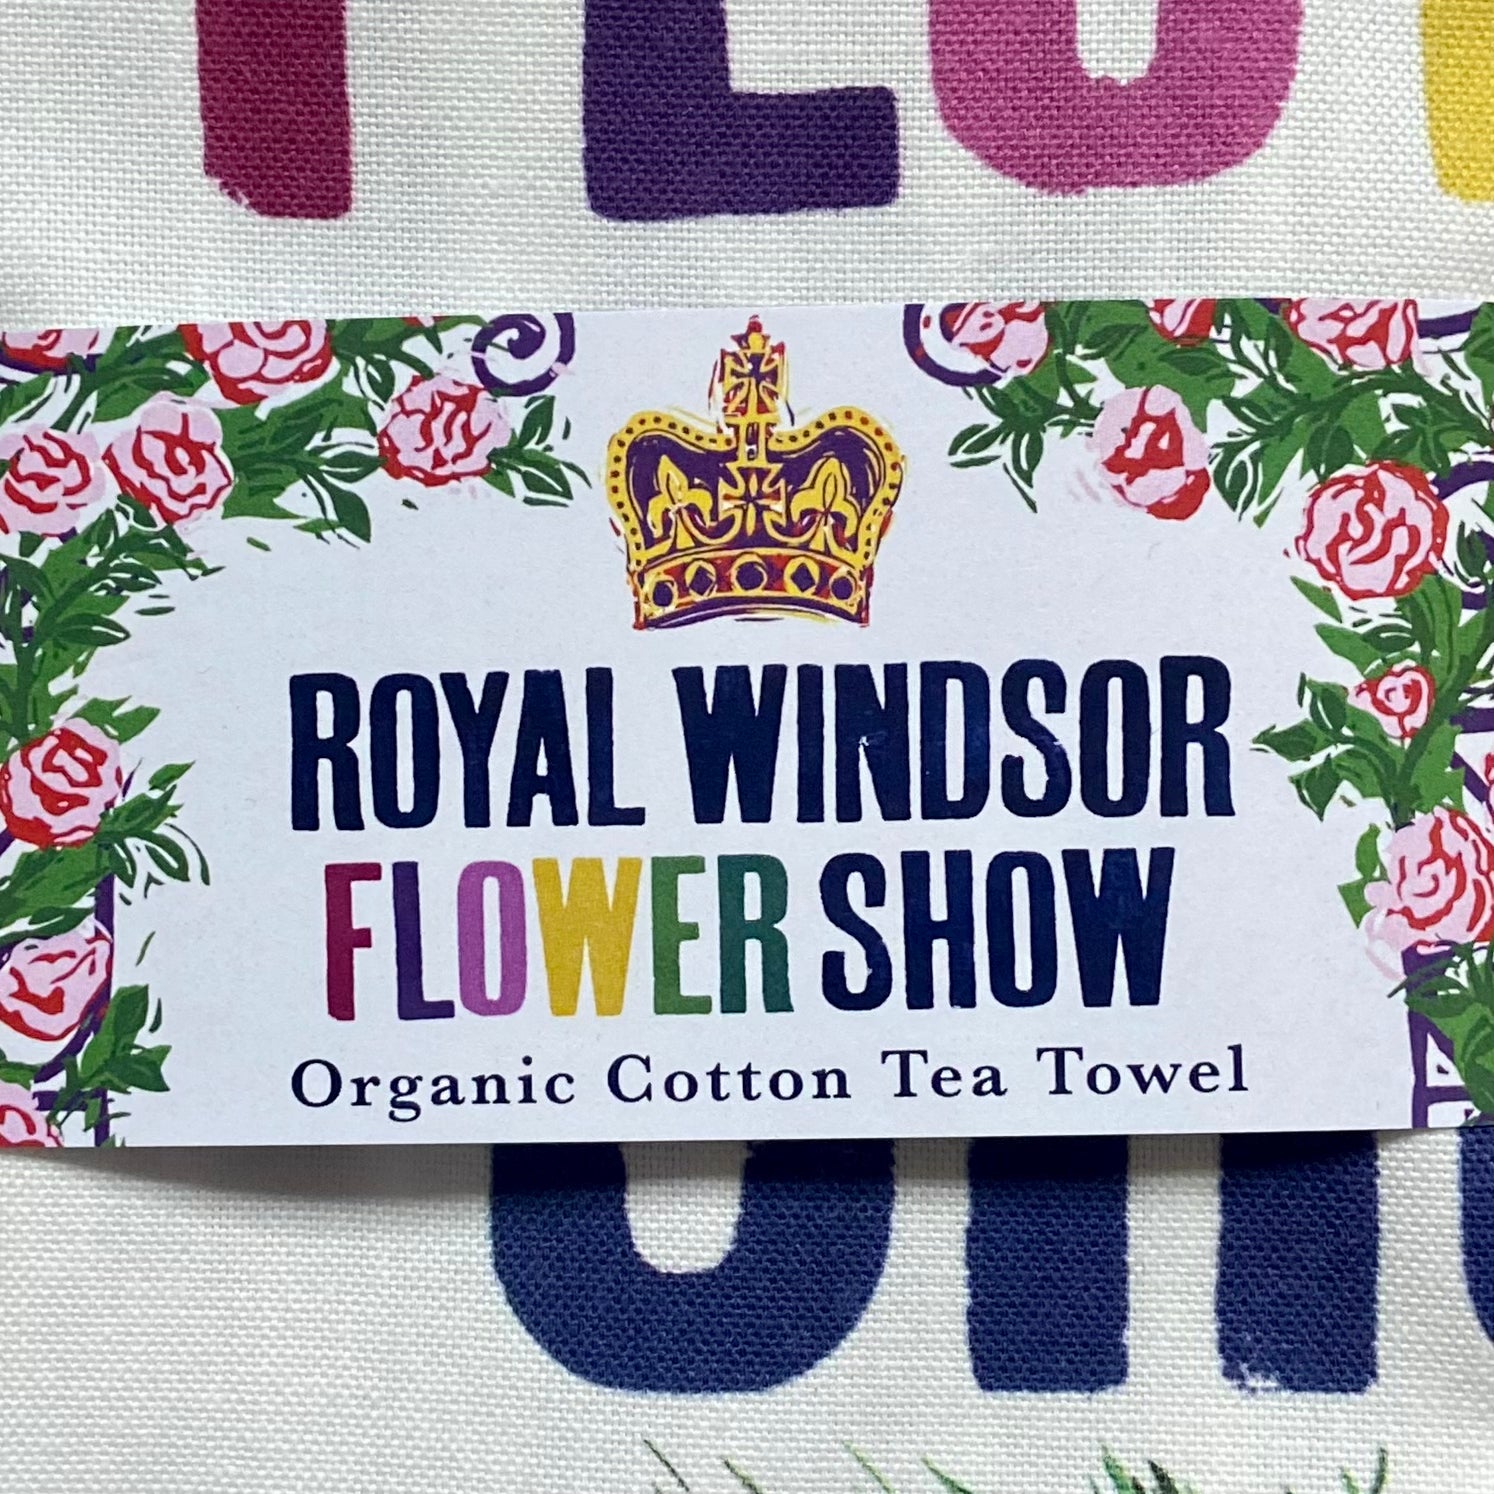 ROYAL WINDSOR
FLOWER SHOW
Organic Cotton Tea Towel